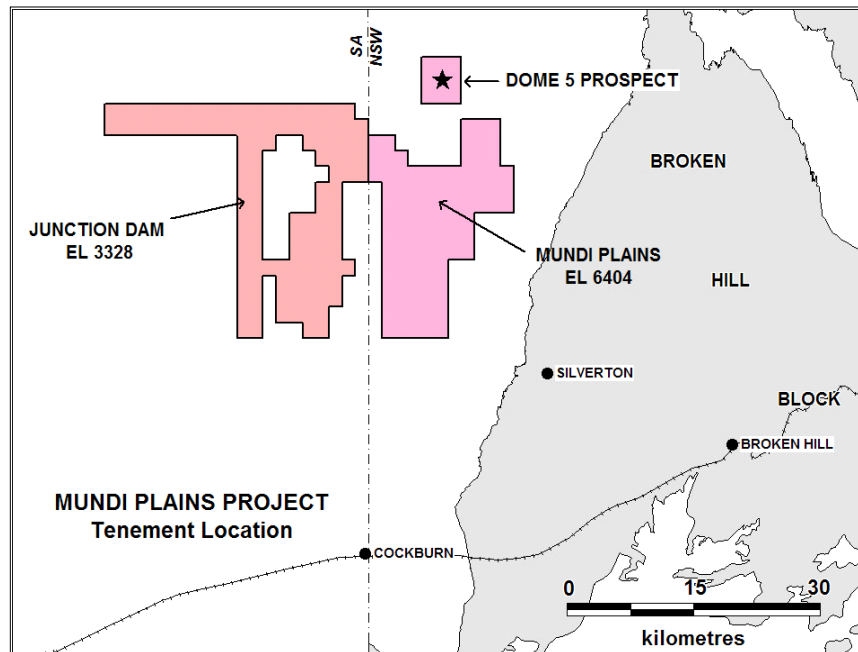 SA
NSW
DOME 5 PROSPECT
BROKEN
JUNCTION DAM
EL 3328
MUNDI PLAINS
EL 6404
HILL
SILVERTON
BLOCK
BROKEN HILL
MUNDI PLAINS PROJECT
Tenement Location
COCKBURN
0 15 30
kilometres